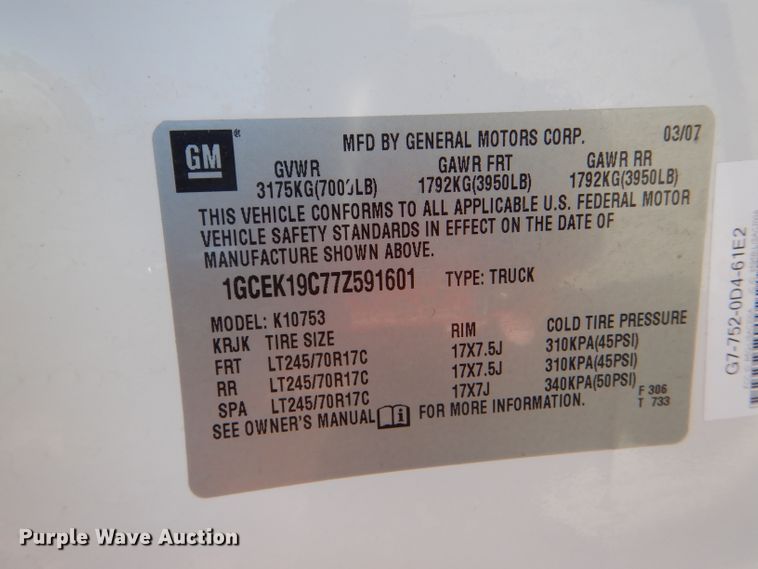 GM
MFD BY GENERAL MOTORS CORP. 03/07
GVWR GAWR FRT GAWR RR
3175KG(7000LB) 1792KG(3950LB) 1792KG(3950LB)
THIS VEHICLE CONFORMS TO ALL APPLICABLE U.S. FEDERAL MOTOR
VEHICLE SAFETY STANDARDS IN EFFECT ON THE DATE OF
MANUFACTURE SHOWN ABOVE.
1GCEK19C77Z591601 TYPE: TRUCK
MODEL: K10753
KRJK TIRE SIZE RIM COLD TIRE PRESSURE
FRT LT245/70R17C 17X7.5J 310KPA(45PSI)
RR LT245/70R17C 17X7.5J 310KPA(45PSI)
SPA LT245/70R17C 17X7J 340KPA(50PSI)
F 306
T 733
SEE OWNER'S MANUAL i FOR MORE INFORMATION.
G7-752-0D4-61E2
Purple Wave Auction